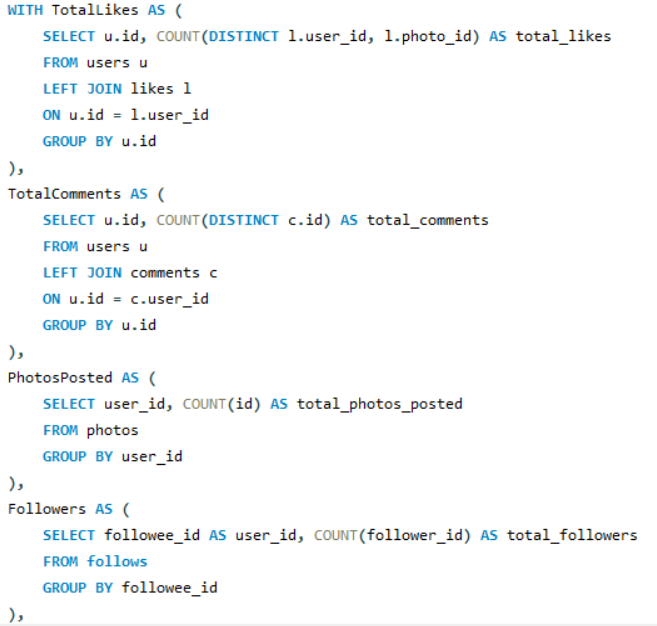 WITH TotalLikes AS (
    SELECT u.id, COUNT(DISTINCT l.user_id, l.photo_id) AS total_likes
    FROM users u
    LEFT JOIN likes l
    ON u.id = l.user_id
    GROUP BY u.id
),
TotalComments AS (
    SELECT u.id, COUNT(DISTINCT c.id) AS total_comments
    FROM users u
    LEFT JOIN comments c
    ON u.id = c.user_id
    GROUP BY u.id
),
PhotosPosted AS (
    SELECT user_id, COUNT(id) AS total_photos_posted
    FROM photos
    GROUP BY user_id
),
Followers AS (
    SELECT followee_id AS user_id, COUNT(follower_id) AS total_followers
    FROM follows
    GROUP BY followee_id
),